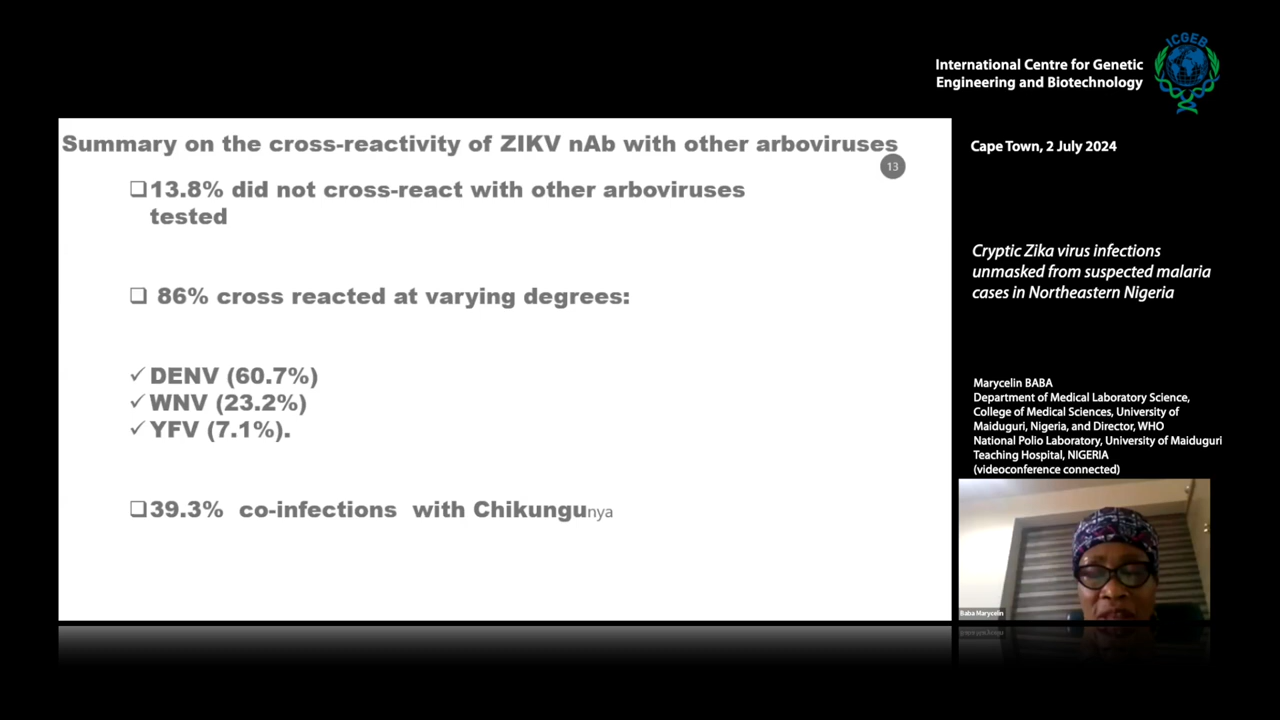 ICGEB
International Centre for Genetic
Engineering and Biotechnology
Summary on the cross-reactivity of ZIKV nAb with other arboviruses
13
❑13.8% did not cross-react with other arboviruses
tested
❑ 86% cross reacted at varying degrees:
✓DENV (60.7%)
✓WNV (23.2%)
✓YFV (7.1%).
❑39.3% co-infections with Chikungunya
Cape Town, 2 July 2024
Cryptic Zika virus infections
unmasked from suspected malaria
cases in Northeastern Nigeria
Marycelin BABA
Department of Medical Laboratory Science,
College of Medical Sciences, University of
Maiduguri, Nigeria, and Director, WHO
National Polio Laboratory, University of Maiduguri
Teaching Hospital, NIGERIA
(videoconference connected)
Baba Marycelin